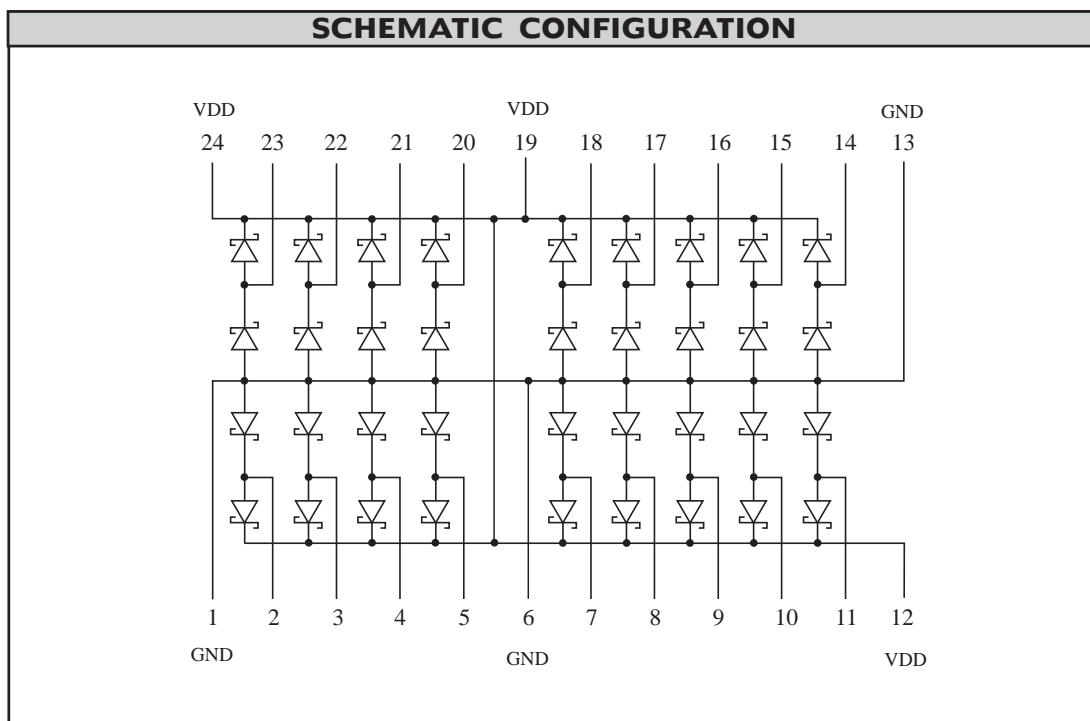 SCHEMATIC CONFIGURATION
VDD VDD GND
24 23 22 21 20 19 18 17 16 15 14 13
1 2 3 4 5 6 7 8 9 10 11 12
GND GND VDD